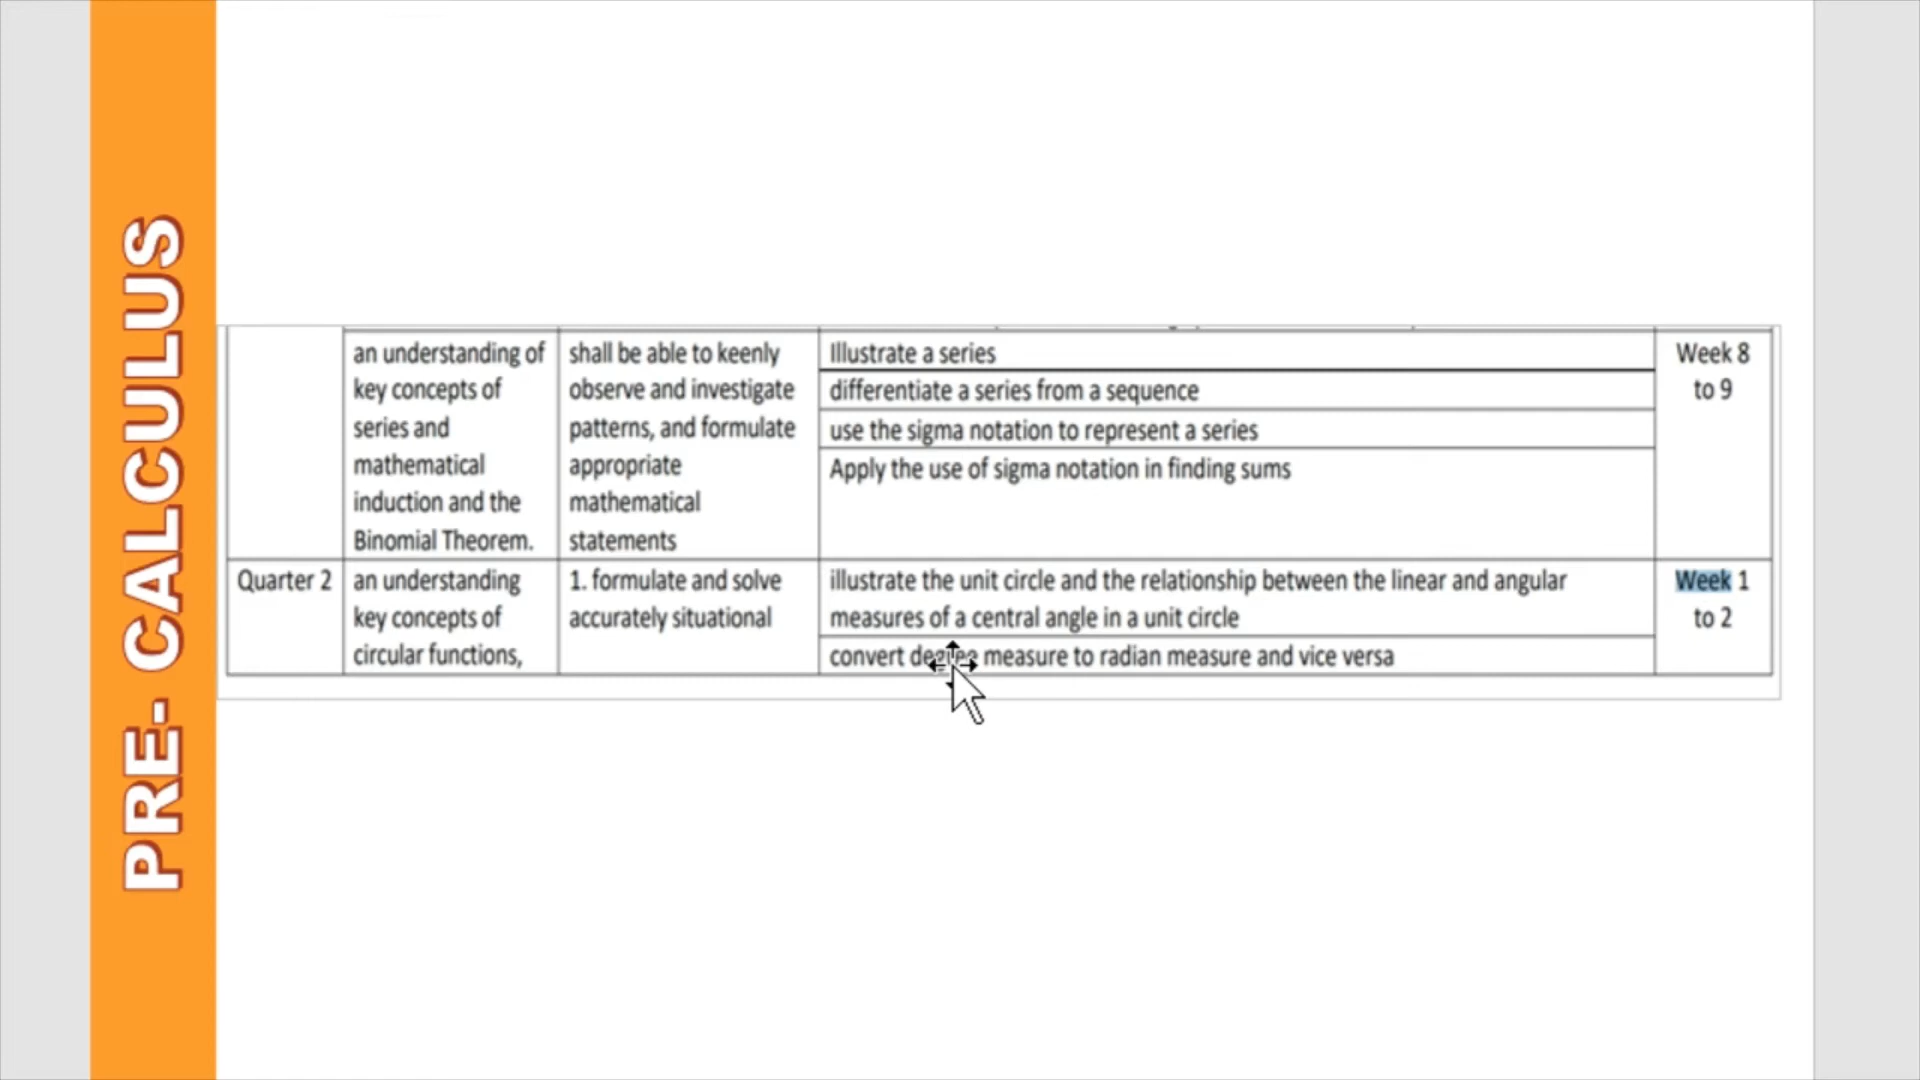 PRE- CALCULUS
an understanding of
key concepts of
series and
mathematical
induction and the
Binomial Theorem.
shall be able to keenly
observe and investigate
patterns, and formulate
appropriate
mathematical
statements
Illustrate a series
differentiate a series from a sequence
use the sigma notation to represent a series
Apply the use of sigma notation in finding sums
Week 8
to 9
Quarter 2
an understanding
key concepts of
circular functions,
1. formulate and solve
accurately situational
illustrate the unit circle and the relationship between the linear and angular
measures of a central angle in a unit circle
convert degree measure to radian measure and vice versa
Week 1
to 2